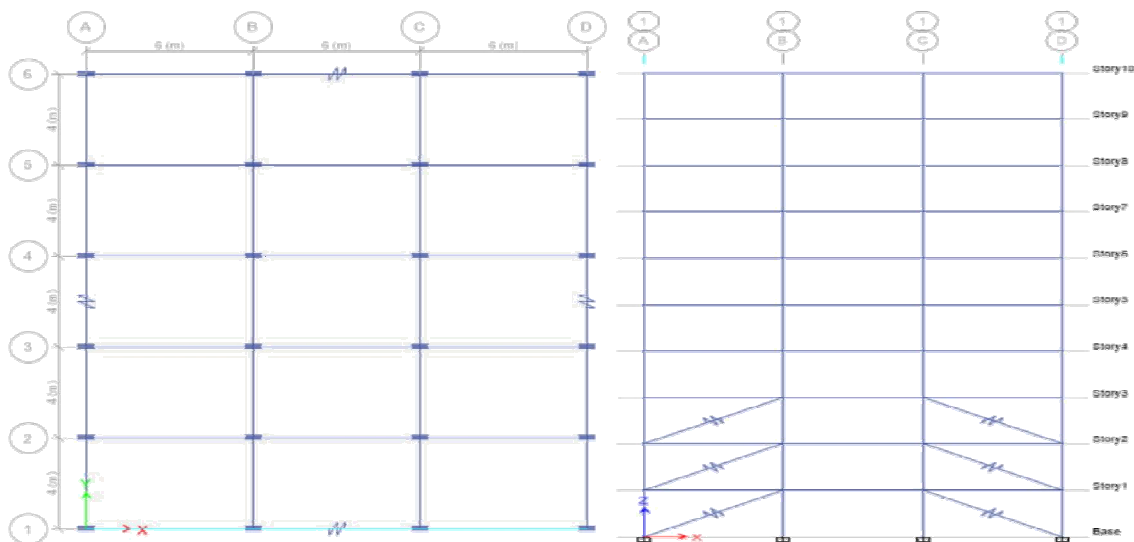 A B C D
6 (m) 6 (m) 6 (m)
6
4 (m)
5
4 (m)
4
4 (m)
3
4 (m)
2
4 (m)
1
Y
X
1 1 1 1
A B C D
Story10
Story9
Story8
Story7
Story6
Story5
Story4
Story3
Story2
Story1
Base
Z
X